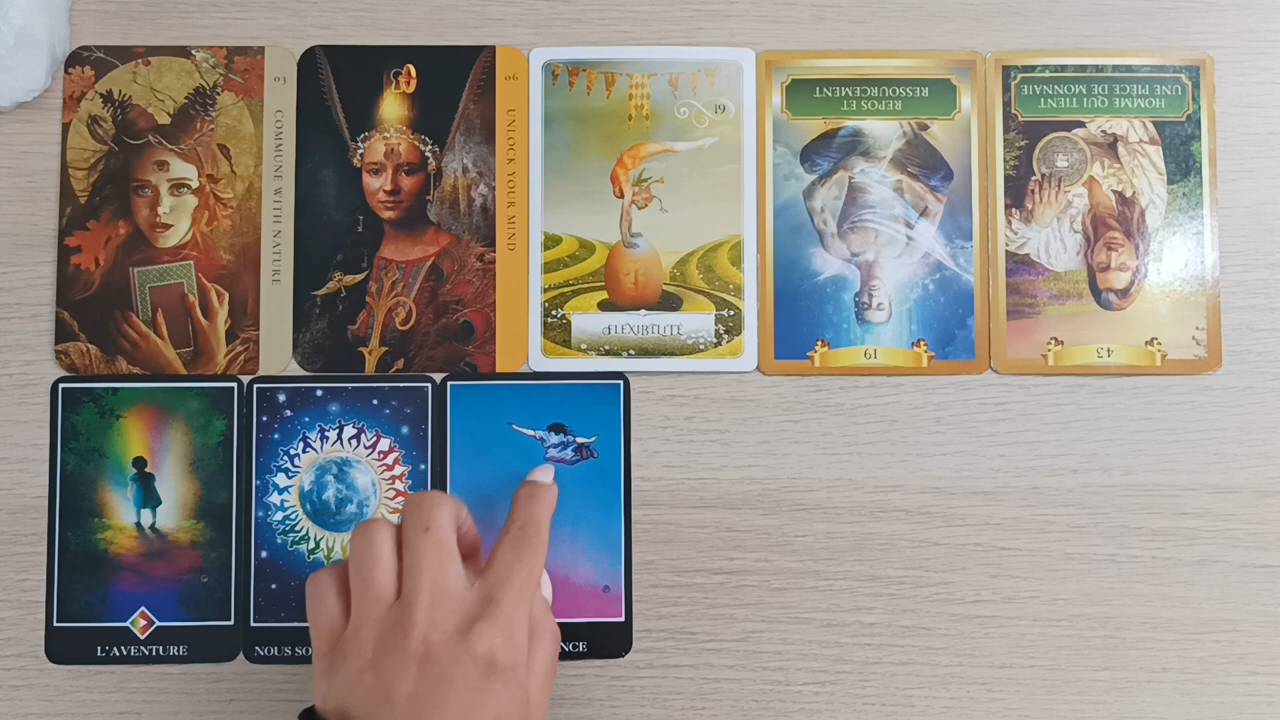 03
COMMUNE WITH NATURE
06
UNLOCK YOUR MIND
19
FLEXIBILITÉ
REPOS ET
RESSOURCEMENT
19
HOMME QUI TIENT
UNE PIÈCE DE MONNAIE
43
L'AVENTURE
NOUS SO
NCE